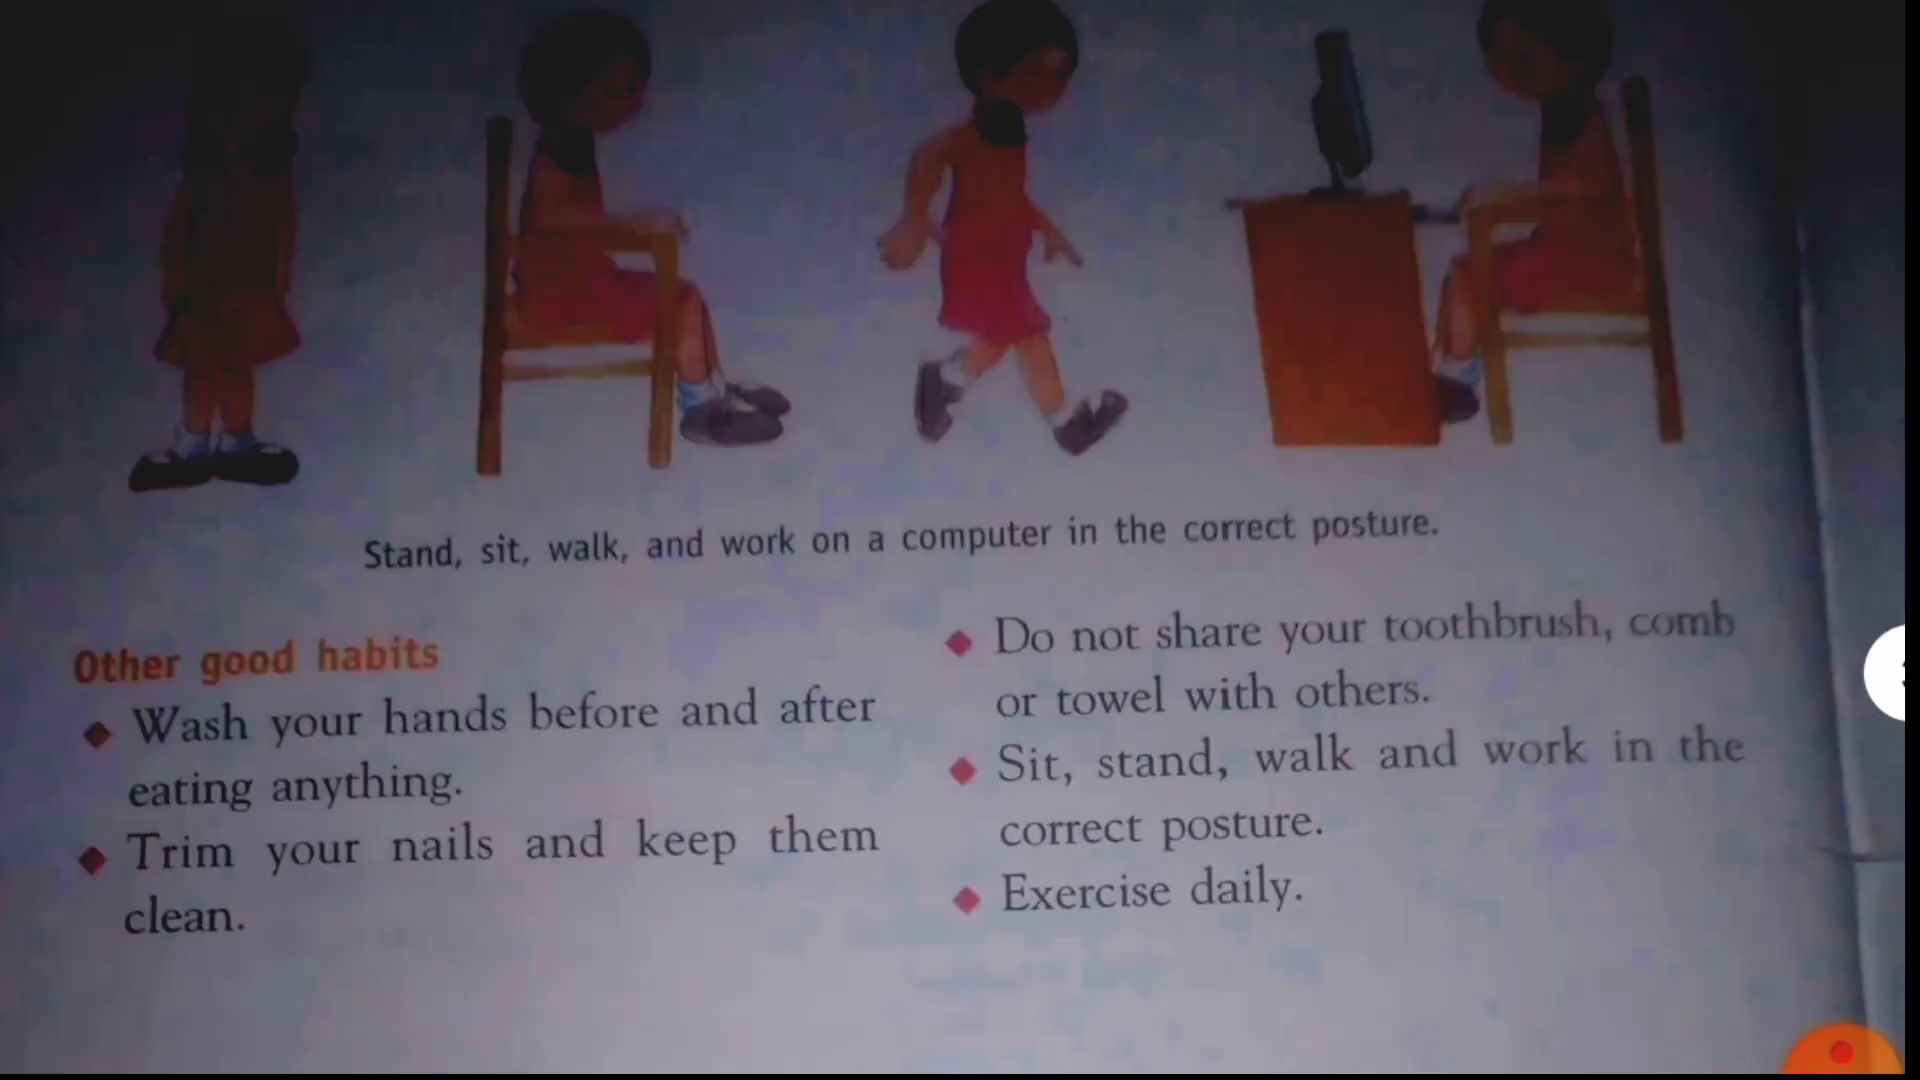 Stand, sit, walk, and work on a computer in the correct posture.
Other good habits
Wash your hands before and after
eating anything.
Trim your nails and keep them
clean.
Do not share your toothbrush, comb
or towel with others.
Sit, stand, walk and work in the
correct posture.
Exercise daily.